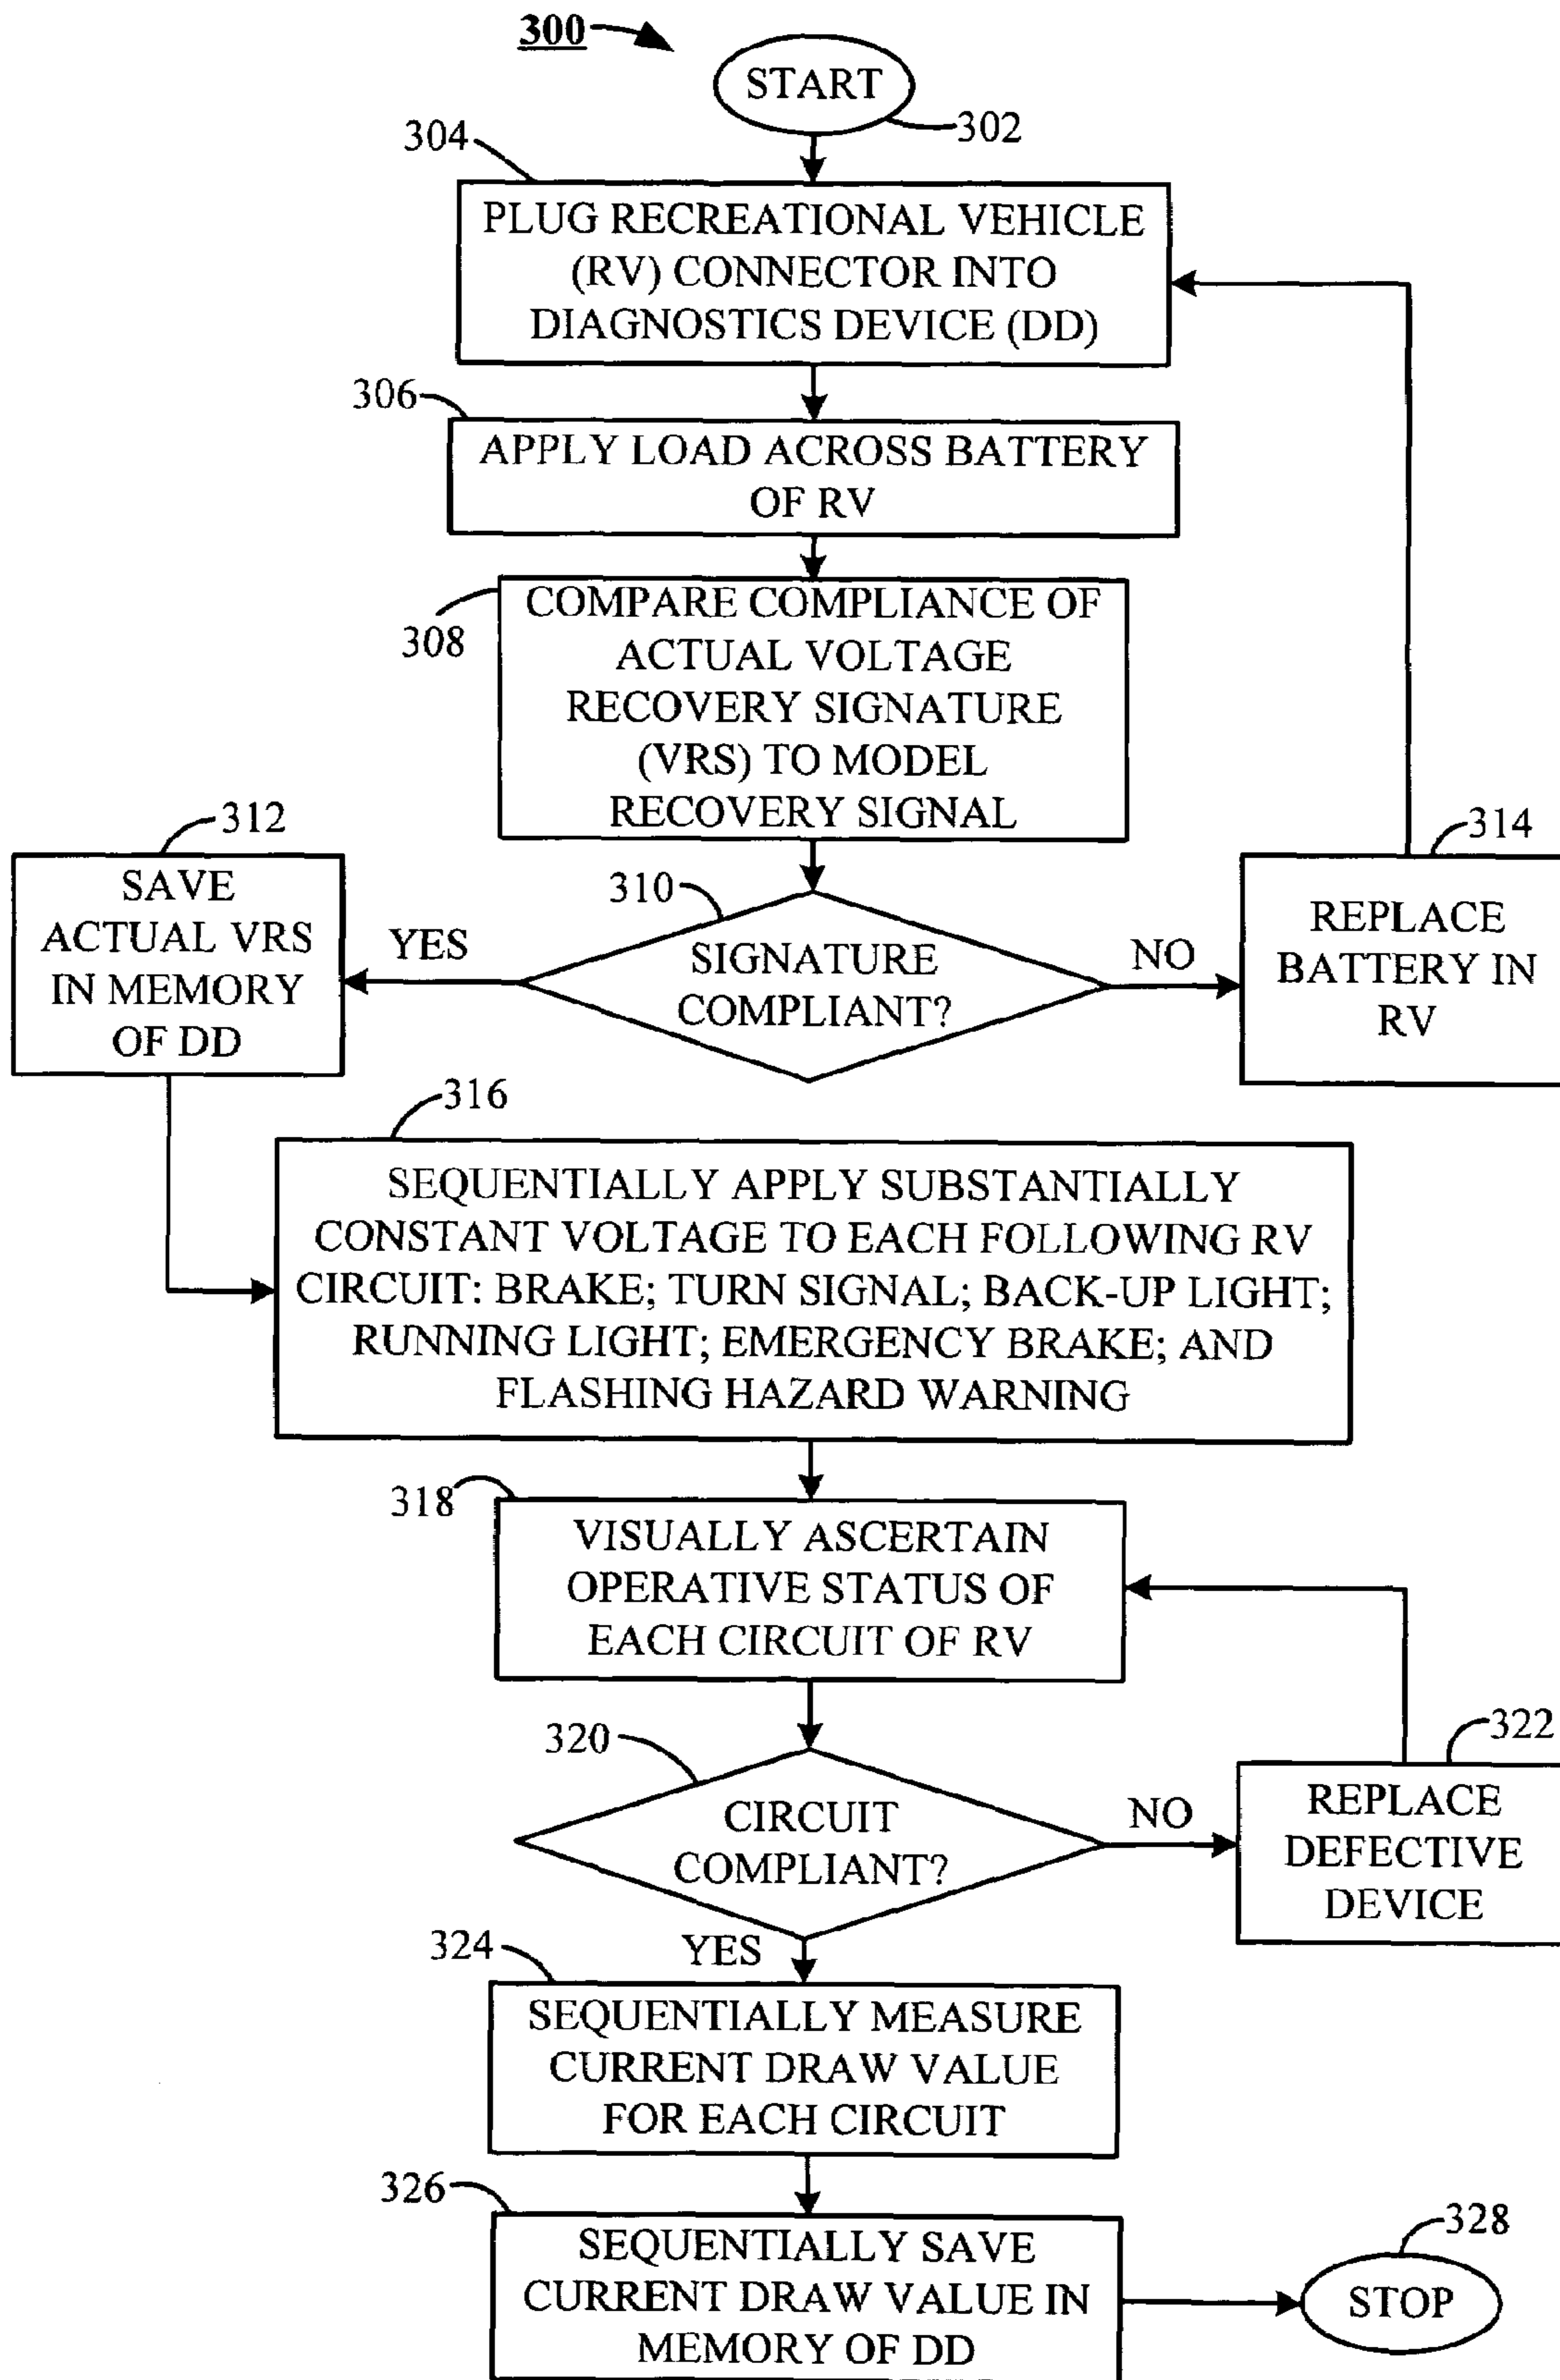 300
START
302
304
PLUG RECREATIONAL VEHICLE
(RV) CONNECTOR INTO
DIAGNOSTICS DEVICE (DD)
306
APPLY LOAD ACROSS BATTERY
OF RV
308
COMPARE COMPLIANCE OF
ACTUAL VOLTAGE
RECOVERY SIGNATURE
(VRS) TO MODEL
RECOVERY SIGNAL
312
SAVE
ACTUAL VRS
IN MEMORY
OF DD
YES
310
SIGNATURE
COMPLIANT?
NO
314
REPLACE
BATTERY IN
RV
316
SEQUENTIALLY APPLY SUBSTANTIALLY
CONSTANT VOLTAGE TO EACH FOLLOWING RV
CIRCUIT: BRAKE; TURN SIGNAL; BACK-UP LIGHT;
RUNNING LIGHT; EMERGENCY BRAKE; AND
FLASHING HAZARD WARNING
318
VISUALLY ASCERTAIN
OPERATIVE STATUS OF
EACH CIRCUIT OF RV
320
CIRCUIT
COMPLIANT?
NO
322
REPLACE
DEFECTIVE
DEVICE
YES
324
SEQUENTIALLY MEASURE
CURRENT DRAW VALUE
FOR EACH CIRCUIT
326
SEQUENTIALLY SAVE
CURRENT DRAW VALUE IN
MEMORY OF DD
328
STOP